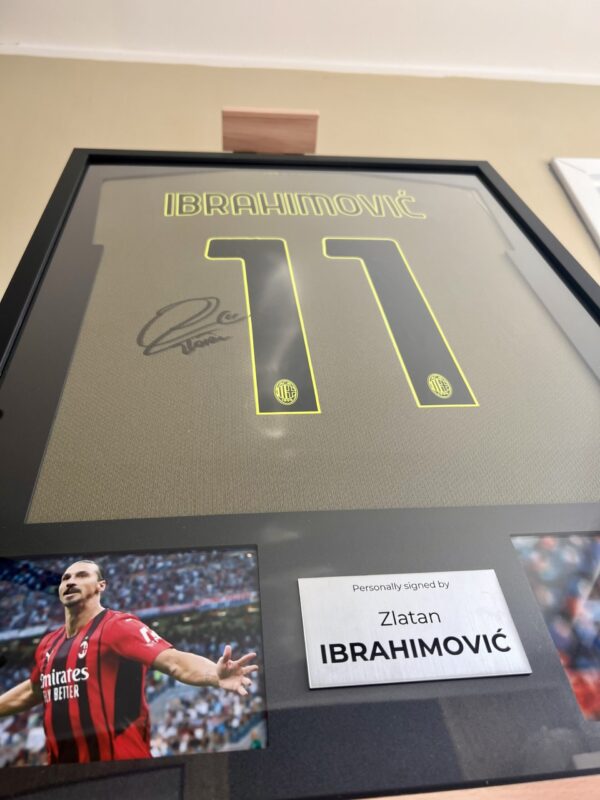 IBRAHIMOVIĆ
11
Emirates
FLY BETTER
Personally signed by
Zlatan
IBRAHIMOVIĆ